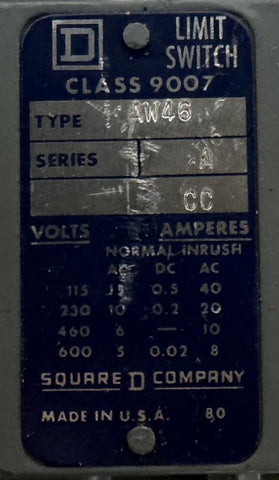 D LIMIT
SWITCH
CLASS 9007
TYPE AW46
SERIES A
CC
VOLTS AMPERES
NORMAL INRUSH
AC DC AC
115 15 0.5 40
230 10 0.2 20
460 6 — 10
600 5 0.02 8
SQUARE D COMPANY
MADE IN U.S.A. 80